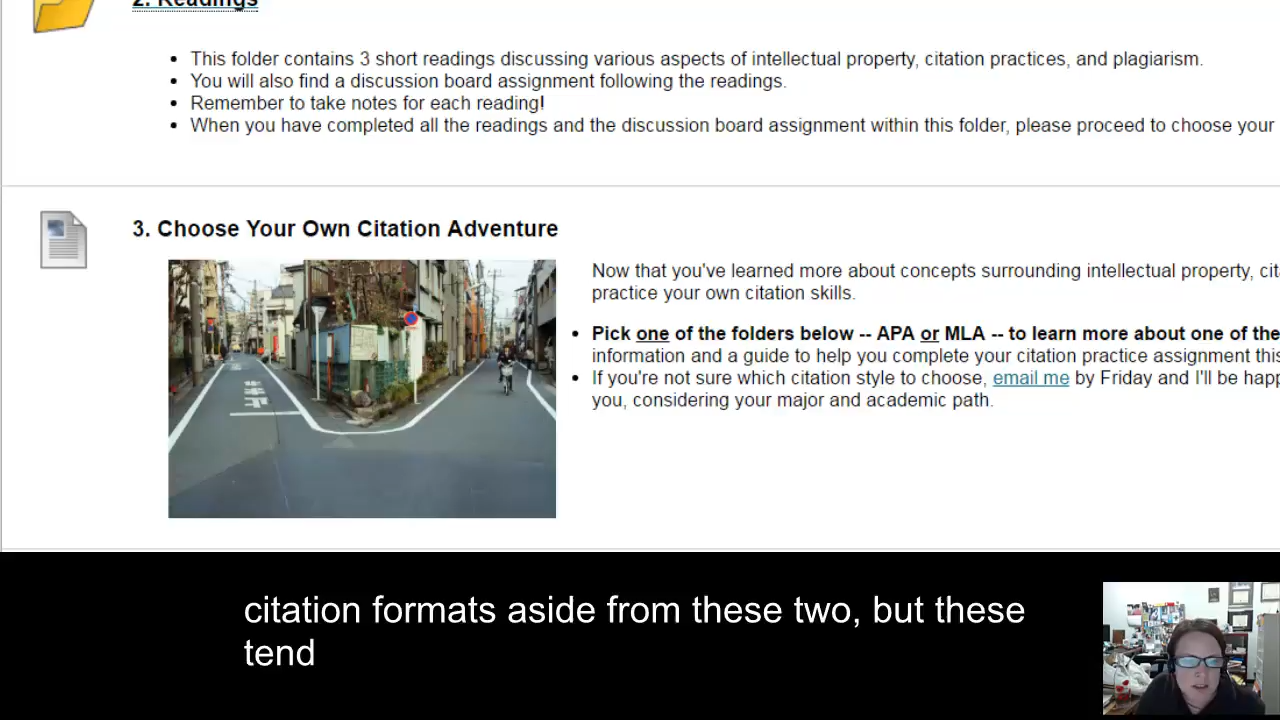 2. Readings
This folder contains 3 short readings discussing various aspects of intellectual property, citation practices, and plagiarism.
You will also find a discussion board assignment following the readings.
Remember to take notes for each reading!
When you have completed all the readings and the discussion board assignment within this folder, please proceed to choose your
3. Choose Your Own Citation Adventure
Now that you've learned more about concepts surrounding intellectual property, cit
practice your own citation skills.
Pick one of the folders below -- APA or MLA -- to learn more about one of the
information and a guide to help you complete your citation practice assignment this
If you're not sure which citation style to choose, email me by Friday and I'll be happ
you, considering your major and academic path.
citation formats aside from these two, but these
tend